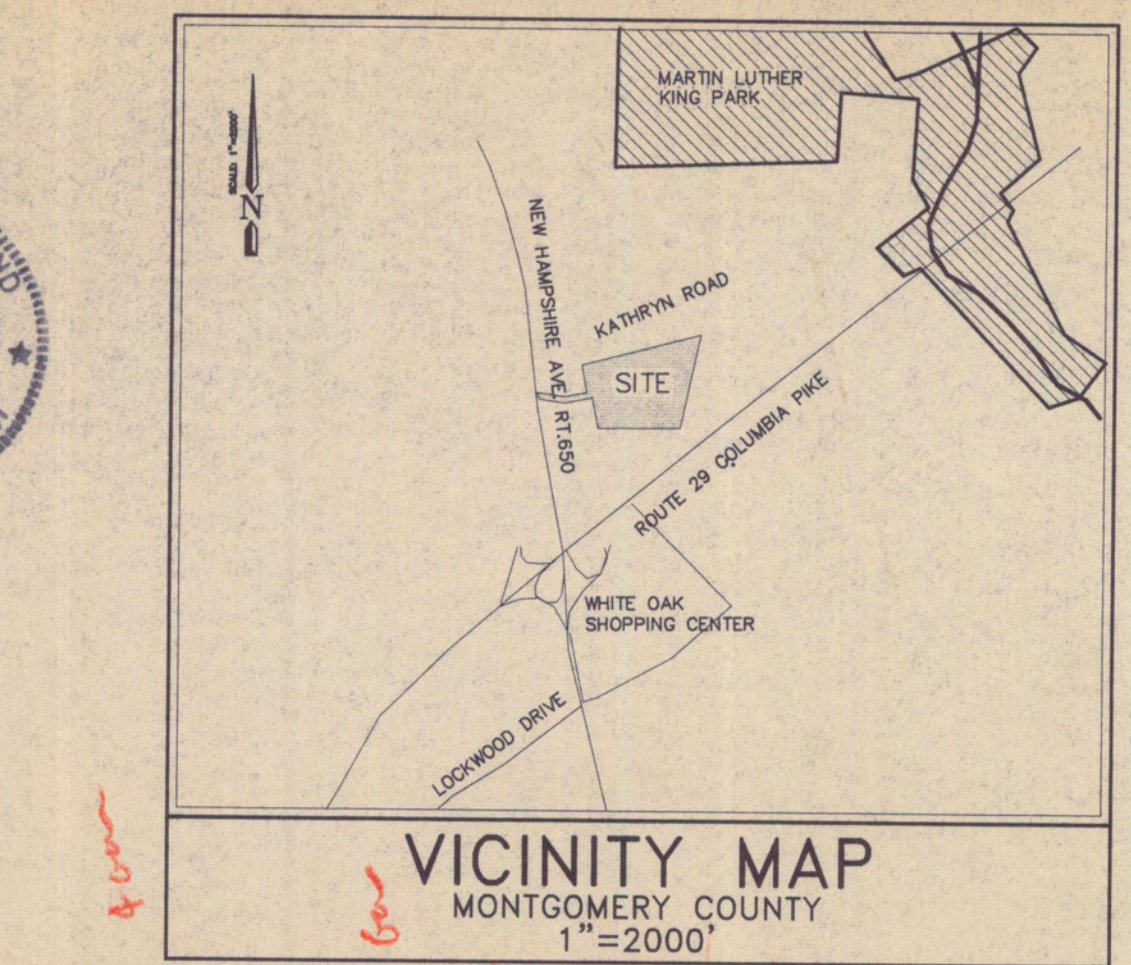 MARTIN LUTHER
KING PARK
SCALE: 1"=2000'
N
NEW HAMPSHIRE AVE. RT.650
KATHRYN ROAD
SITE
ROUTE 29 COLUMBIA PIKE
WHITE OAK
SHOPPING CENTER
LOCKWOOD DRIVE
VICINITY MAP
MONTGOMERY COUNTY
1"=2000'